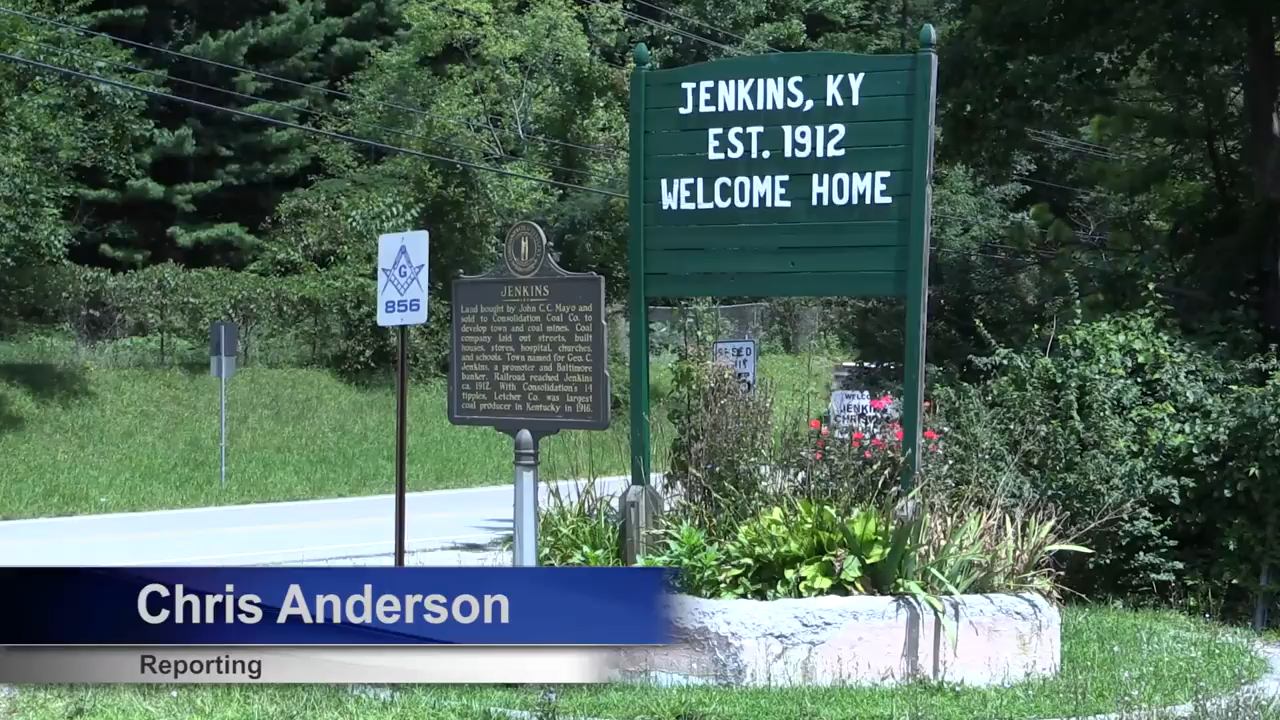 JENKINS, KY
EST. 1912
WELCOME HOME
G
856
JENKINS
Land bought by John C.C. Mayo and
sold to Consolidation Coal Co. to
develop town and coal mines. Coal
company laid out streets, built
houses, stores, hospital, churches,
and schools. Town named for Geo. C.
Jenkins, a promoter and Baltimore
banker. Railroad reached Jenkins
ca. 1912. With Consolidation's 14
tipples, Letcher Co. was largest
coal producer in Kentucky in 1916.
SPEED
JENKINS
Chris Anderson
Reporting